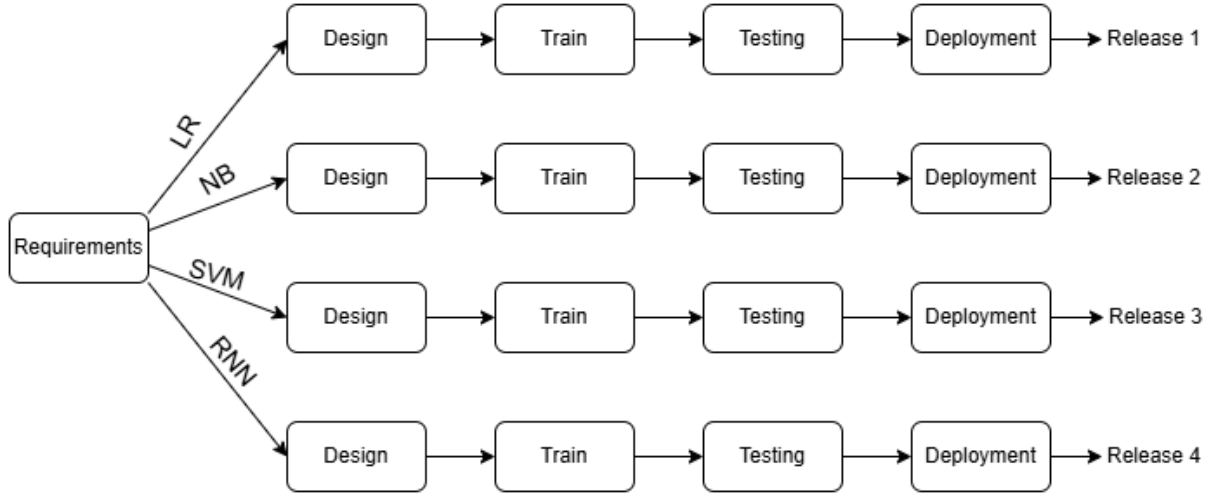 Design Train Testing Deployment Release 1
LR
NB
Design Train Testing Deployment Release 2
Requirements
SVM
Design Train Testing Deployment Release 3
RNN
Design Train Testing Deployment Release 4